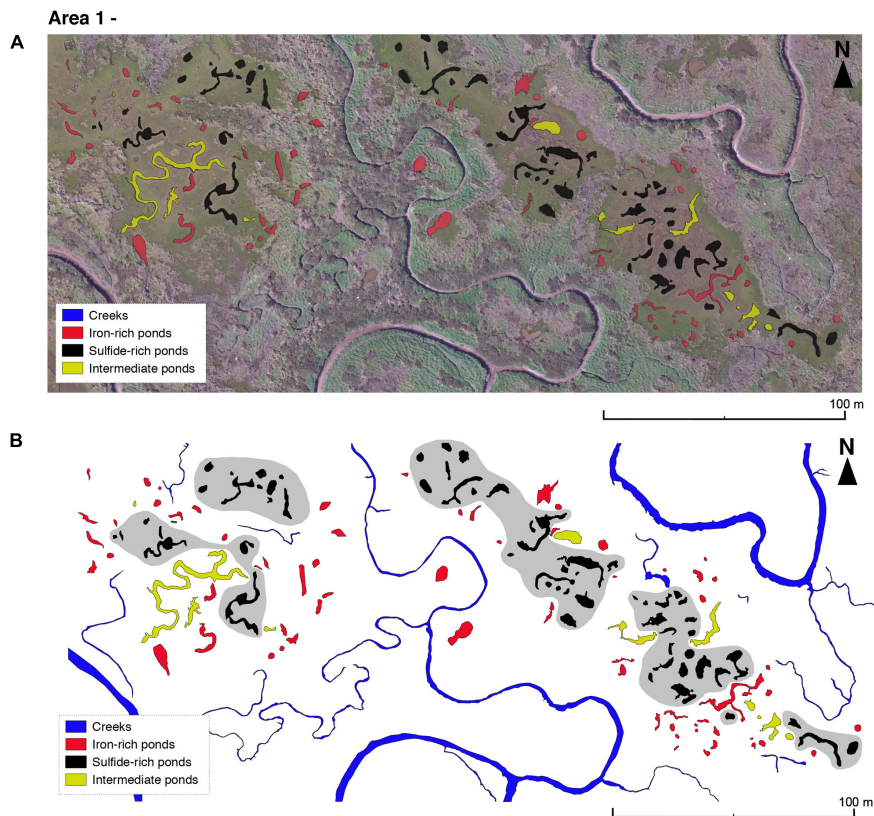 Area 1 -
A
N
Creeks
Iron-rich ponds
Sulfide-rich ponds
Intermediate ponds
100 m
B
N
Creeks
Iron-rich ponds
Sulfide-rich ponds
Intermediate ponds
100 m